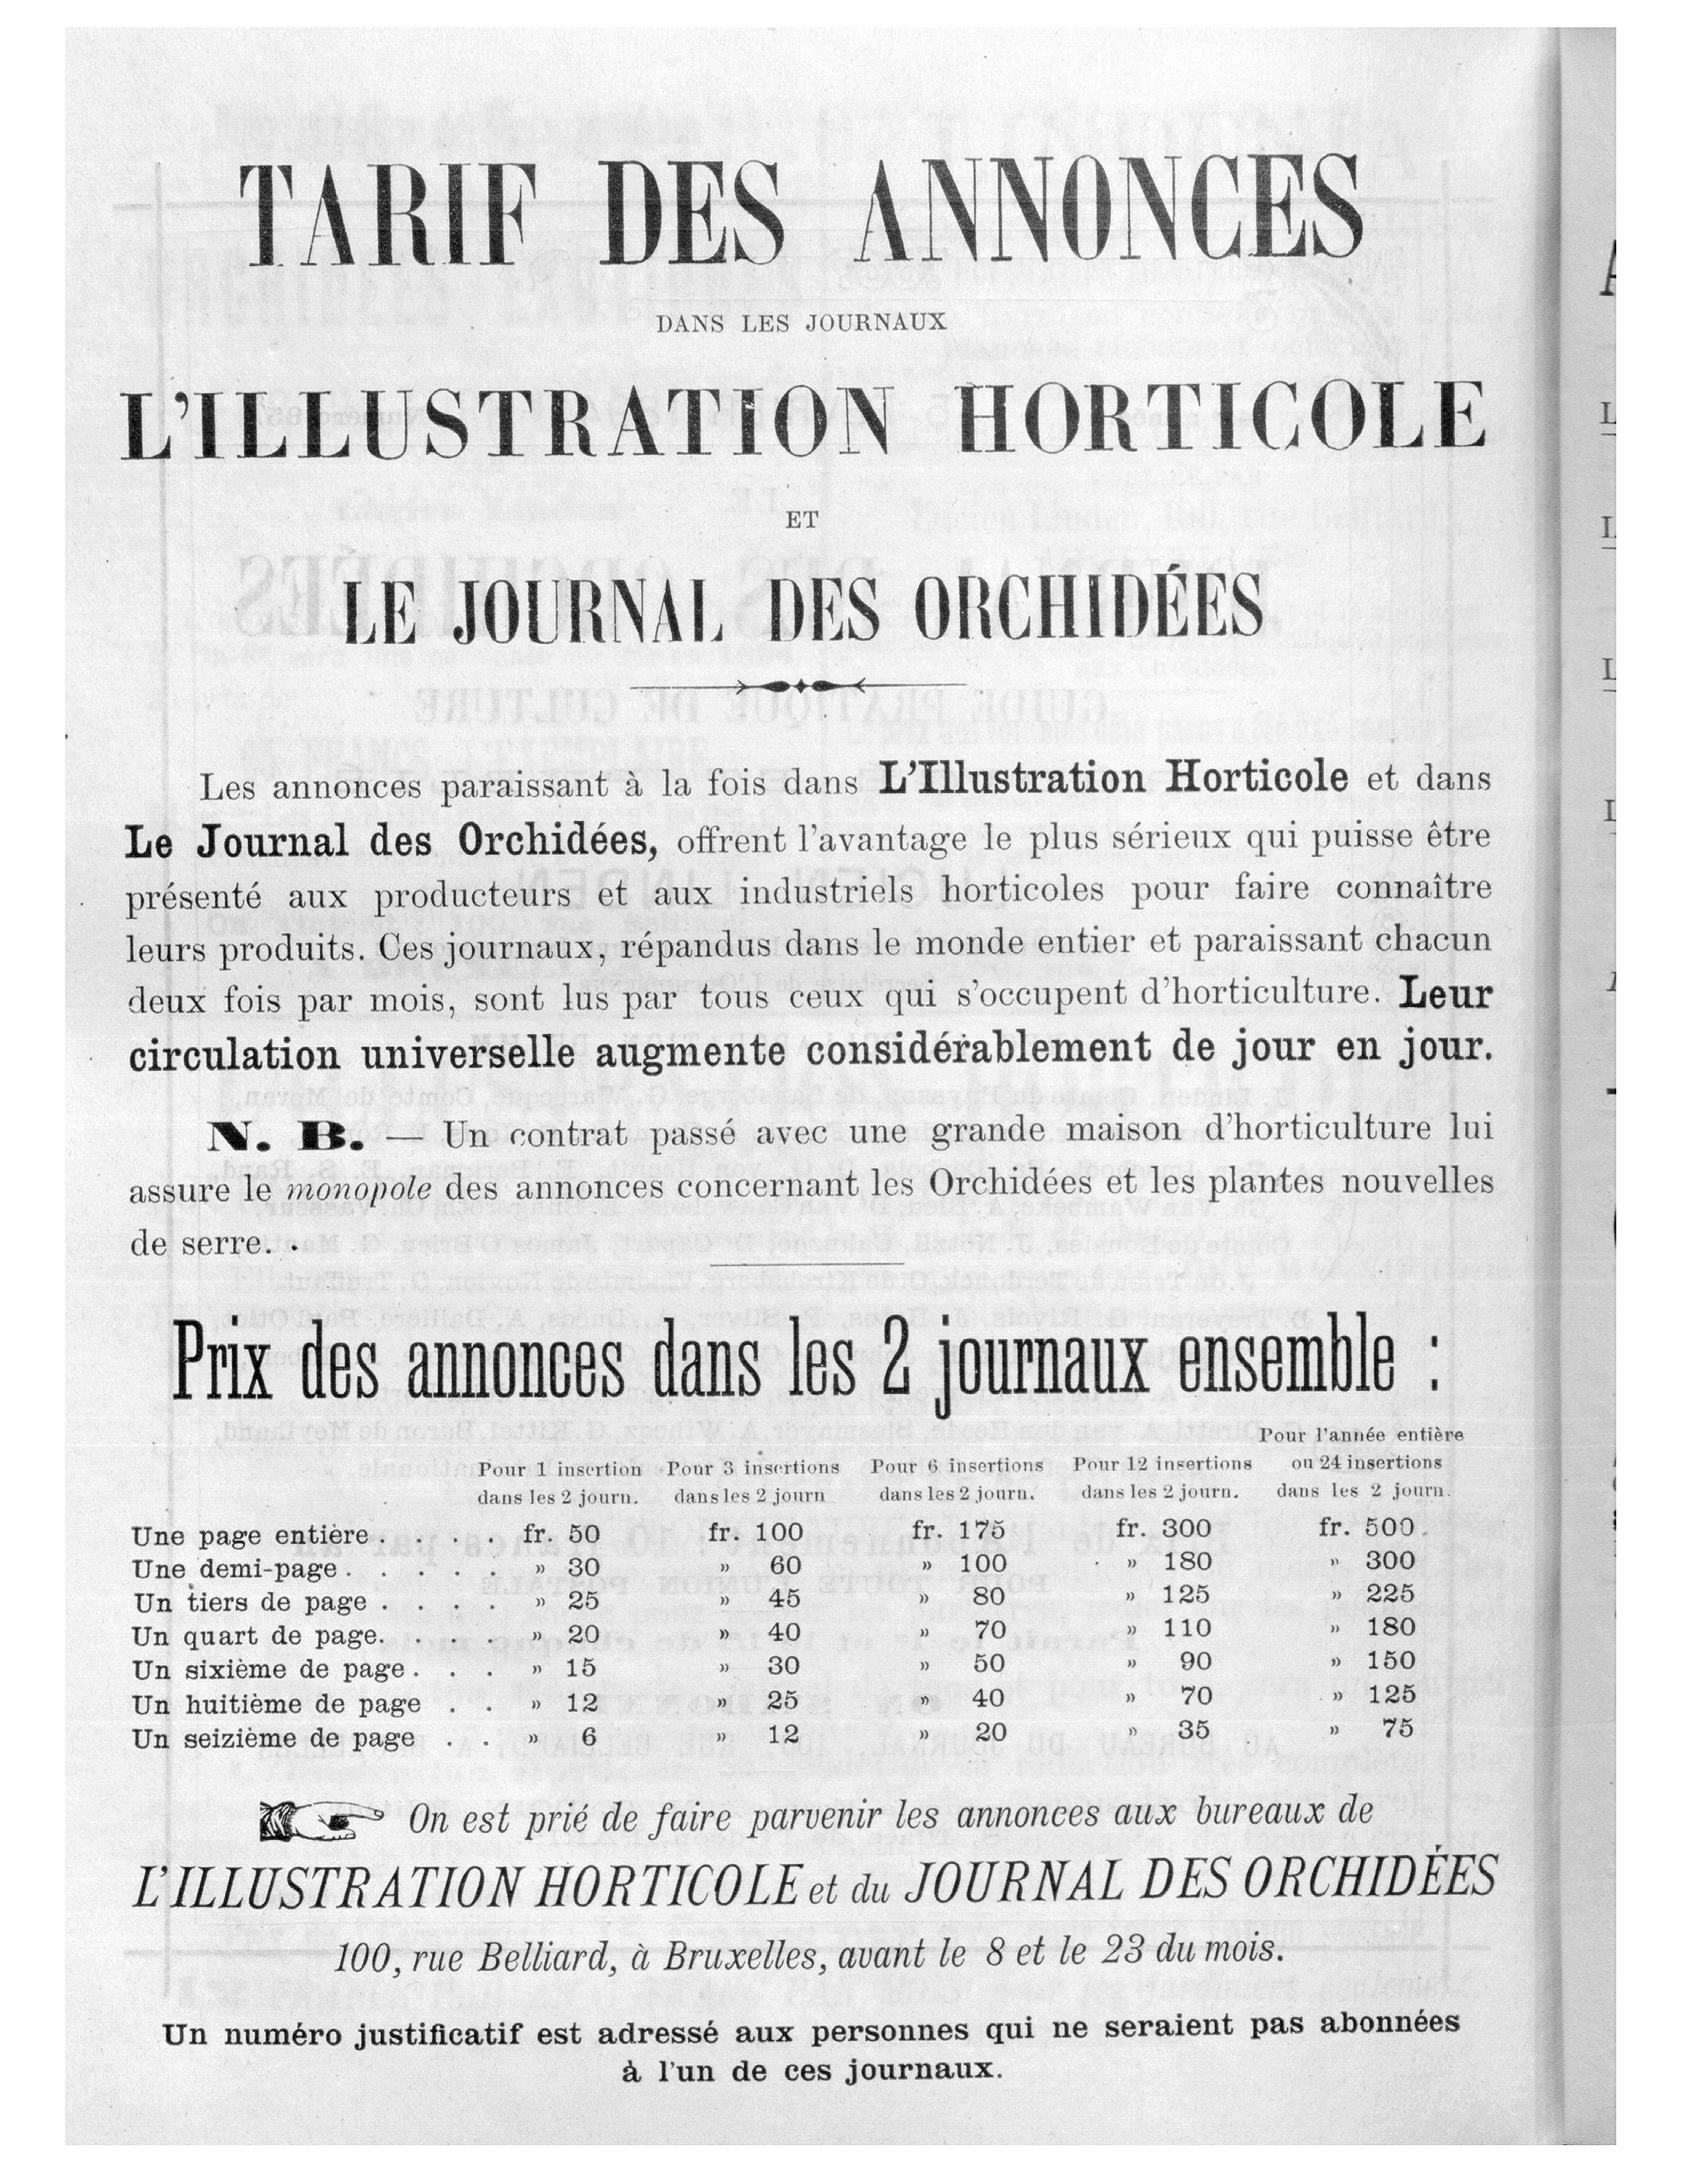 TARIF DES ANNONCES
DANS LES JOURNAUX
L'ILLUSTRATION HORTICOLE
ET
LE JOURNAL DES ORCHIDÉES
Les annonces paraissant à la fois dans L'Illustration Horticole et dans
Le Journal des Orchidées, offrent l'avantage le plus sérieux qui puisse être
présenté aux producteurs et aux industriels horticoles pour faire connaître
leurs produits. Ces journaux, répandus dans le monde entier et paraissant chacun
deux fois par mois, sont lus par tous ceux qui s'occupent d'horticulture. Leur
circulation universelle augmente considérablement de jour en jour.
N. B. — Un contrat passé avec une grande maison d'horticulture lui
assure le monopole des annonces concernant les Orchidées et les plantes nouvelles
de serre.
Prix des annonces dans les 2 journaux ensemble :
Pour l'année entière
Pour 1 insertion Pour 3 insertions Pour 6 insertions Pour 12 insertions ou 24 insertions
dans les 2 journ. dans les 2 journ dans les 2 journ. dans les 2 journ. dans les 2 journ.
Une page entière . . . . fr. 50 fr. 100 fr. 175 fr. 300 fr. 500.
Une demi-page . . . . . » 30 » 60 » 100 » 180 » 300
Un tiers de page . . . . » 25 » 45 » 80 » 125 » 225
Un quart de page. . . . » 20 » 40 » 70 » 110 » 180
Un sixième de page . . . » 15 » 30 » 50 » 90 » 150
Un huitième de page . . » 12 » 25 » 40 » 70 » 125
Un seizième de page . . » 6 » 12 » 20 » 35 » 75
On est prié de faire parvenir les annonces aux bureaux de
L'ILLUSTRATION HORTICOLE et du JOURNAL DES ORCHIDÉES
100, rue Belliard, à Bruxelles, avant le 8 et le 23 du mois.
Un numéro justificatif est adressé aux personnes qui ne seraient pas abonnées
à l'un de ces journaux.